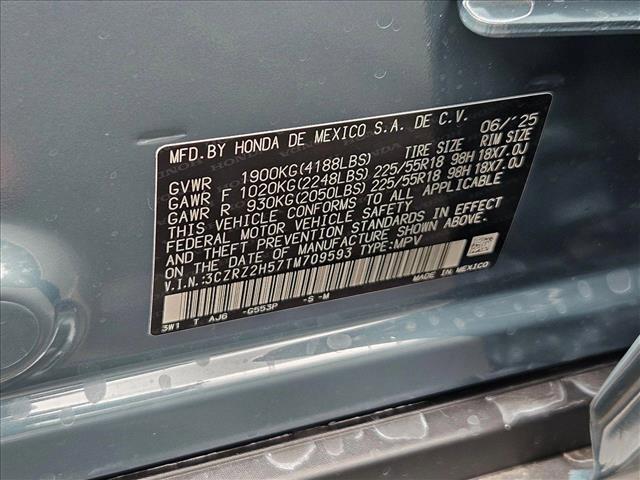 MFD.BY HONDA DE MEXICO S.A. DE C.V. 06/'25
GVWR 1900KG(4188LBS) TIRE SIZE RIM SIZE
GAWR F 1020KG(2248LBS) 225/55R18 98H 18X7.0J
GAWR R 930KG(2050LBS) 225/55R18 98H 18X7.0J
THIS VEHICLE CONFORMS TO ALL APPLICABLE
FEDERAL MOTOR VEHICLE SAFETY
AND THEFT PREVENTION STANDARDS IN EFFECT
ON THE DATE OF MANUFACTURE SHOWN ABOVE.
V.I.N.:3CZRZ2H57TM709593 TYPE:MPV
MADE IN MEXICO
3W1 T AJ6 -G553P -S-M